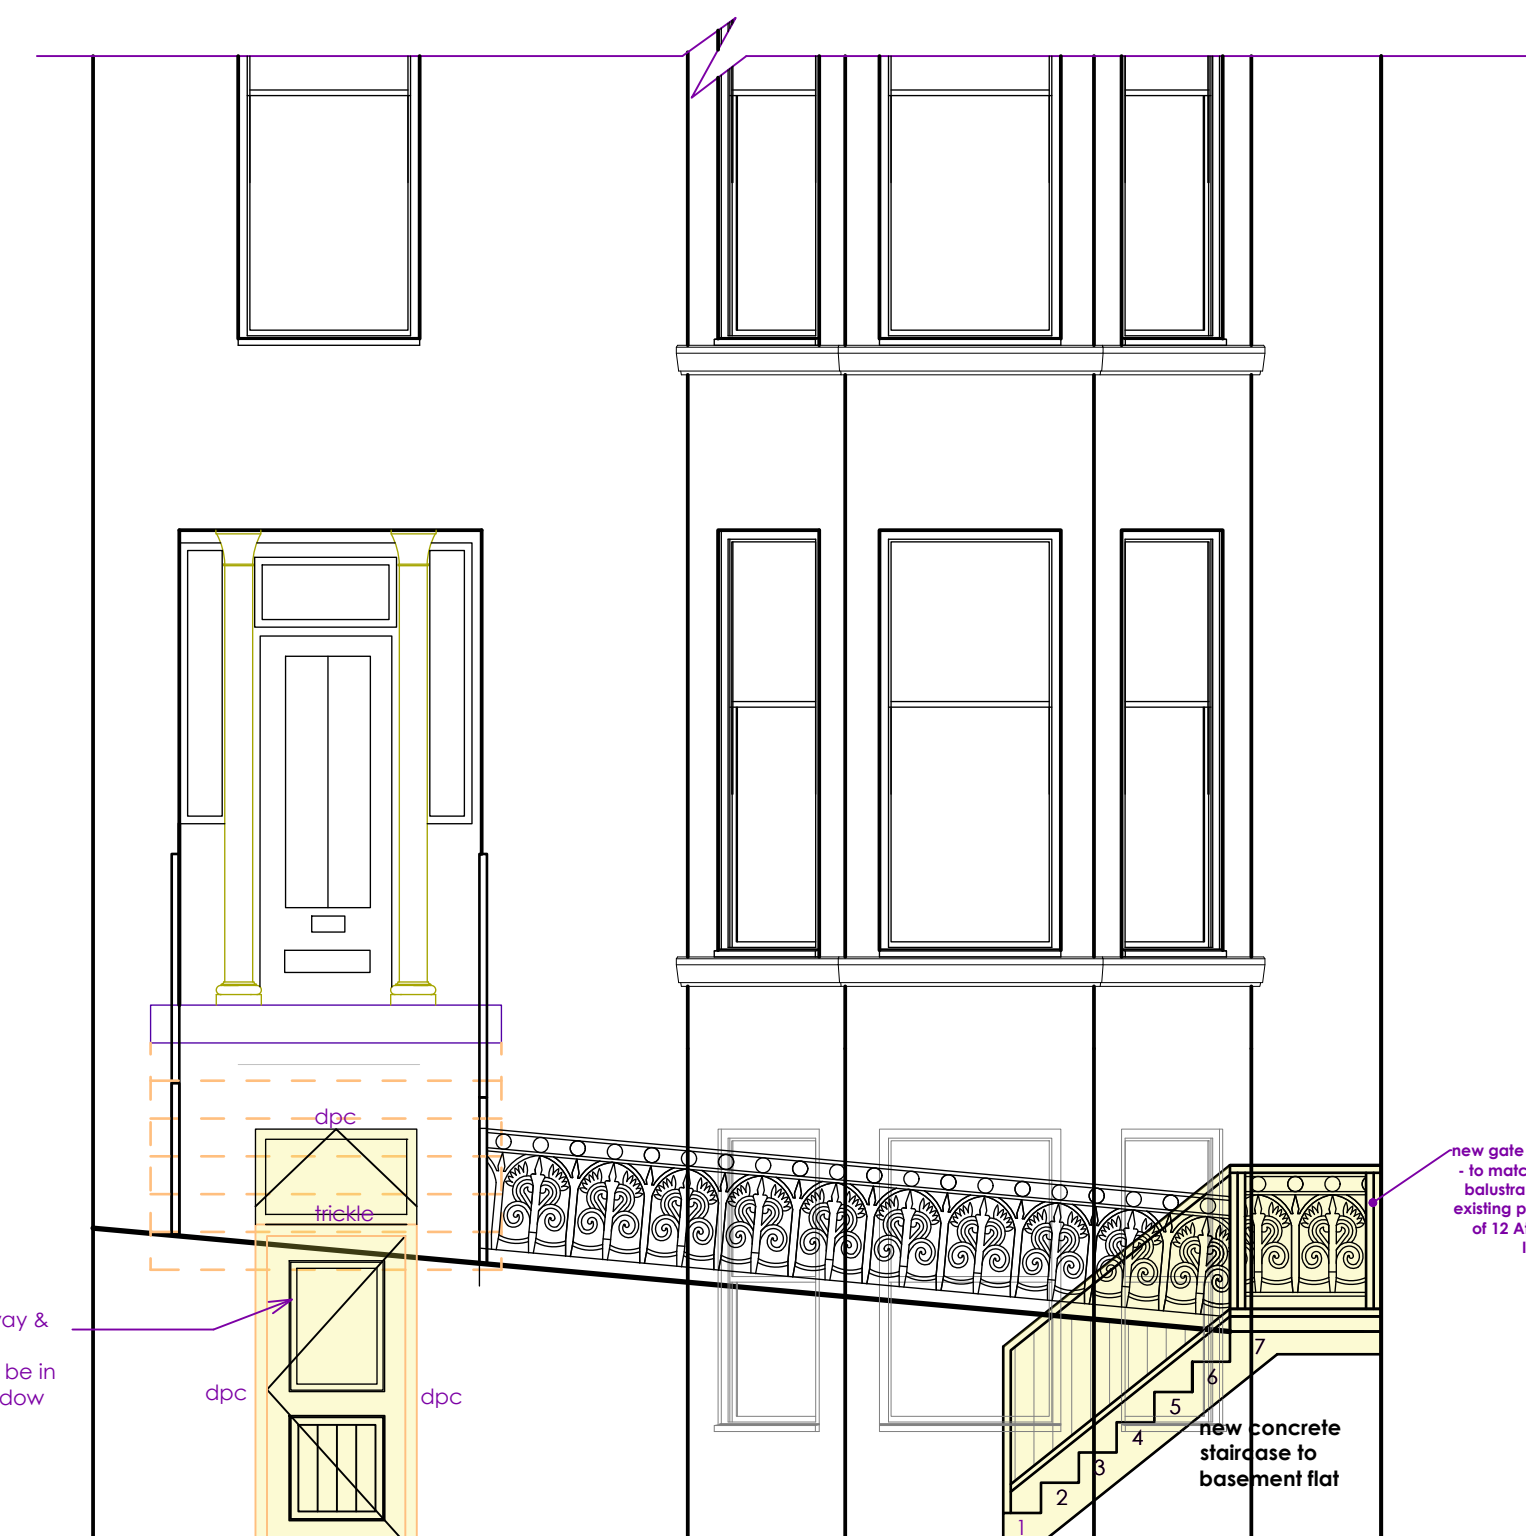 dpc
trickle
be in
dow
dpc
dpc
new gate
- to matc
balustra
existing p
of 12 A
7
6
5
4
3
2
1
new concrete
staircase to
basement flat